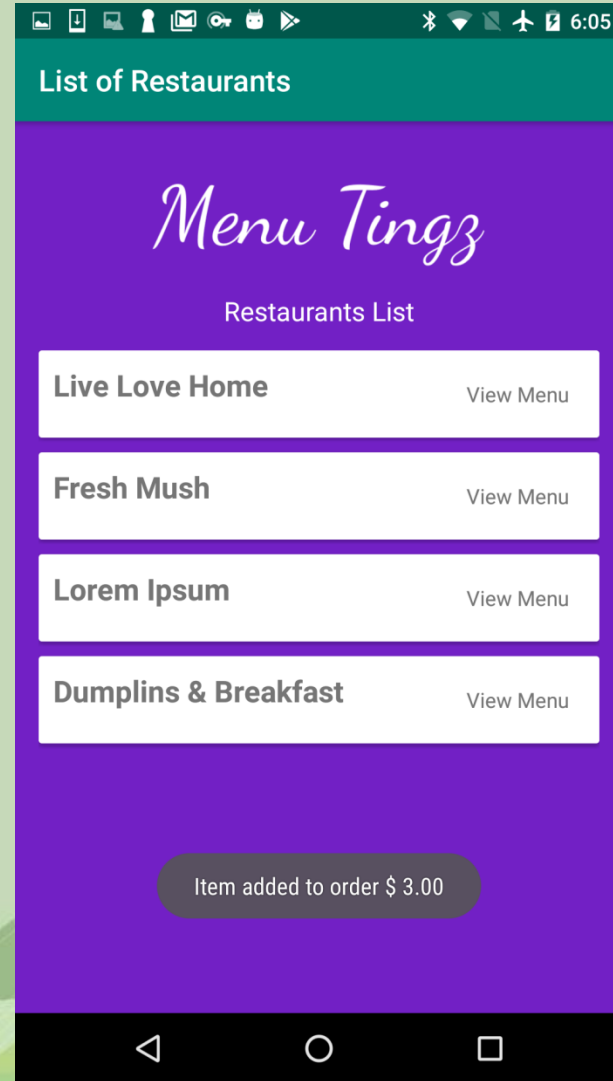 6:05
List of Restaurants
Menu Tingz
Restaurants List
Live Love Home
View Menu
Fresh Mush
View Menu
Lorem Ipsum
View Menu
Dumplins & Breakfast
View Menu
Item added to order $ 3.00